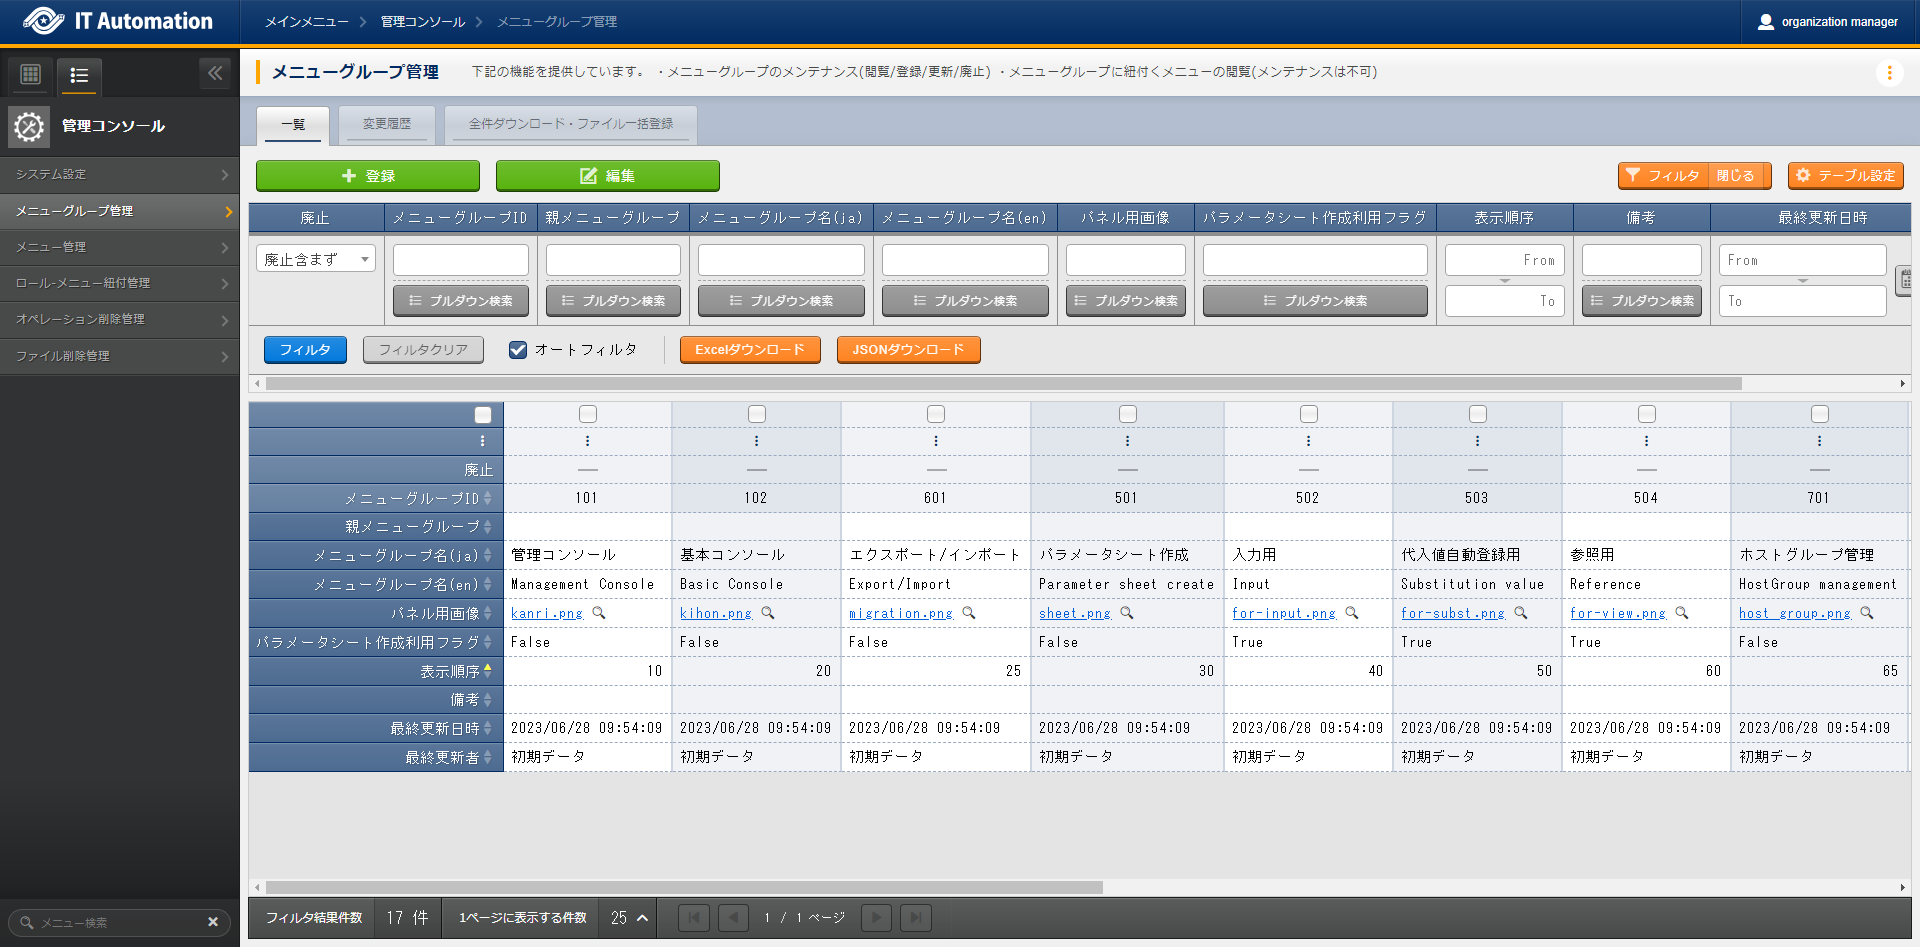 IT Automation
メインメニュー
管理コンソール
メニューグループ管理
organization manager
管理コンソール
システム設定
メニューグループ管理
メニュー管理
ロール-メニュー紐付管理
オペレーション削除管理
ファイル削除管理
メニュー検索
メニューグループ管理
下記の機能を提供しています。 ・メニューグループのメンテナンス(閲覧/登録/更新/廃止) ・メニューグループに紐付くメニューの閲覧(メンテナンスは不可)
一覧
変更履歴
全件ダウンロード・ファイル一括登録
登録
編集
フィルタ 閉じる
テーブル設定
廃止 メニューグループID 親メニューグループ メニューグループ名(ja) メニューグループ名(en) パネル用画像 パラメータシート作成利用フラグ 表示順序 備考 最終更新日時
廃止含まず From From
プルダウン検索 プルダウン検索 プルダウン検索 プルダウン検索 プルダウン検索 プルダウン検索 To プルダウン検索 To
フィルタ フィルタクリア オートフィルタ Excelダウンロード JSONダウンロード
廃止 — — — — — — — —
メニューグループID 101 102 601 501 502 503 504 701
親メニューグループ
メニューグループ名(ja) 管理コンソール 基本コンソール エクスポート/インポート パラメータシート作成 入力用 代入値自動登録用 参照用 ホストグループ管理
メニューグループ名(en) Management Console Basic Console Export/Import Parameter sheet create Input Substitution value Reference HostGroup management
パネル用画像 kanri.png kihon.png migration.png sheet.png for-input.png for-subst.png for-view.png host_group.png
パラメータシート作成利用フラグ False False False False True True True False
表示順序 10 20 25 30 40 50 60 65
備考
最終更新日時 2023/06/28 09:54:09 2023/06/28 09:54:09 2023/06/28 09:54:09 2023/06/28 09:54:09 2023/06/28 09:54:09 2023/06/28 09:54:09 2023/06/28 09:54:09 2023/06/28 09:54:09
最終更新者 初期データ 初期データ 初期データ 初期データ 初期データ 初期データ 初期データ 初期データ
フィルタ結果件数 17 件 1ページに表示する件数 25 1 / 1 ページ